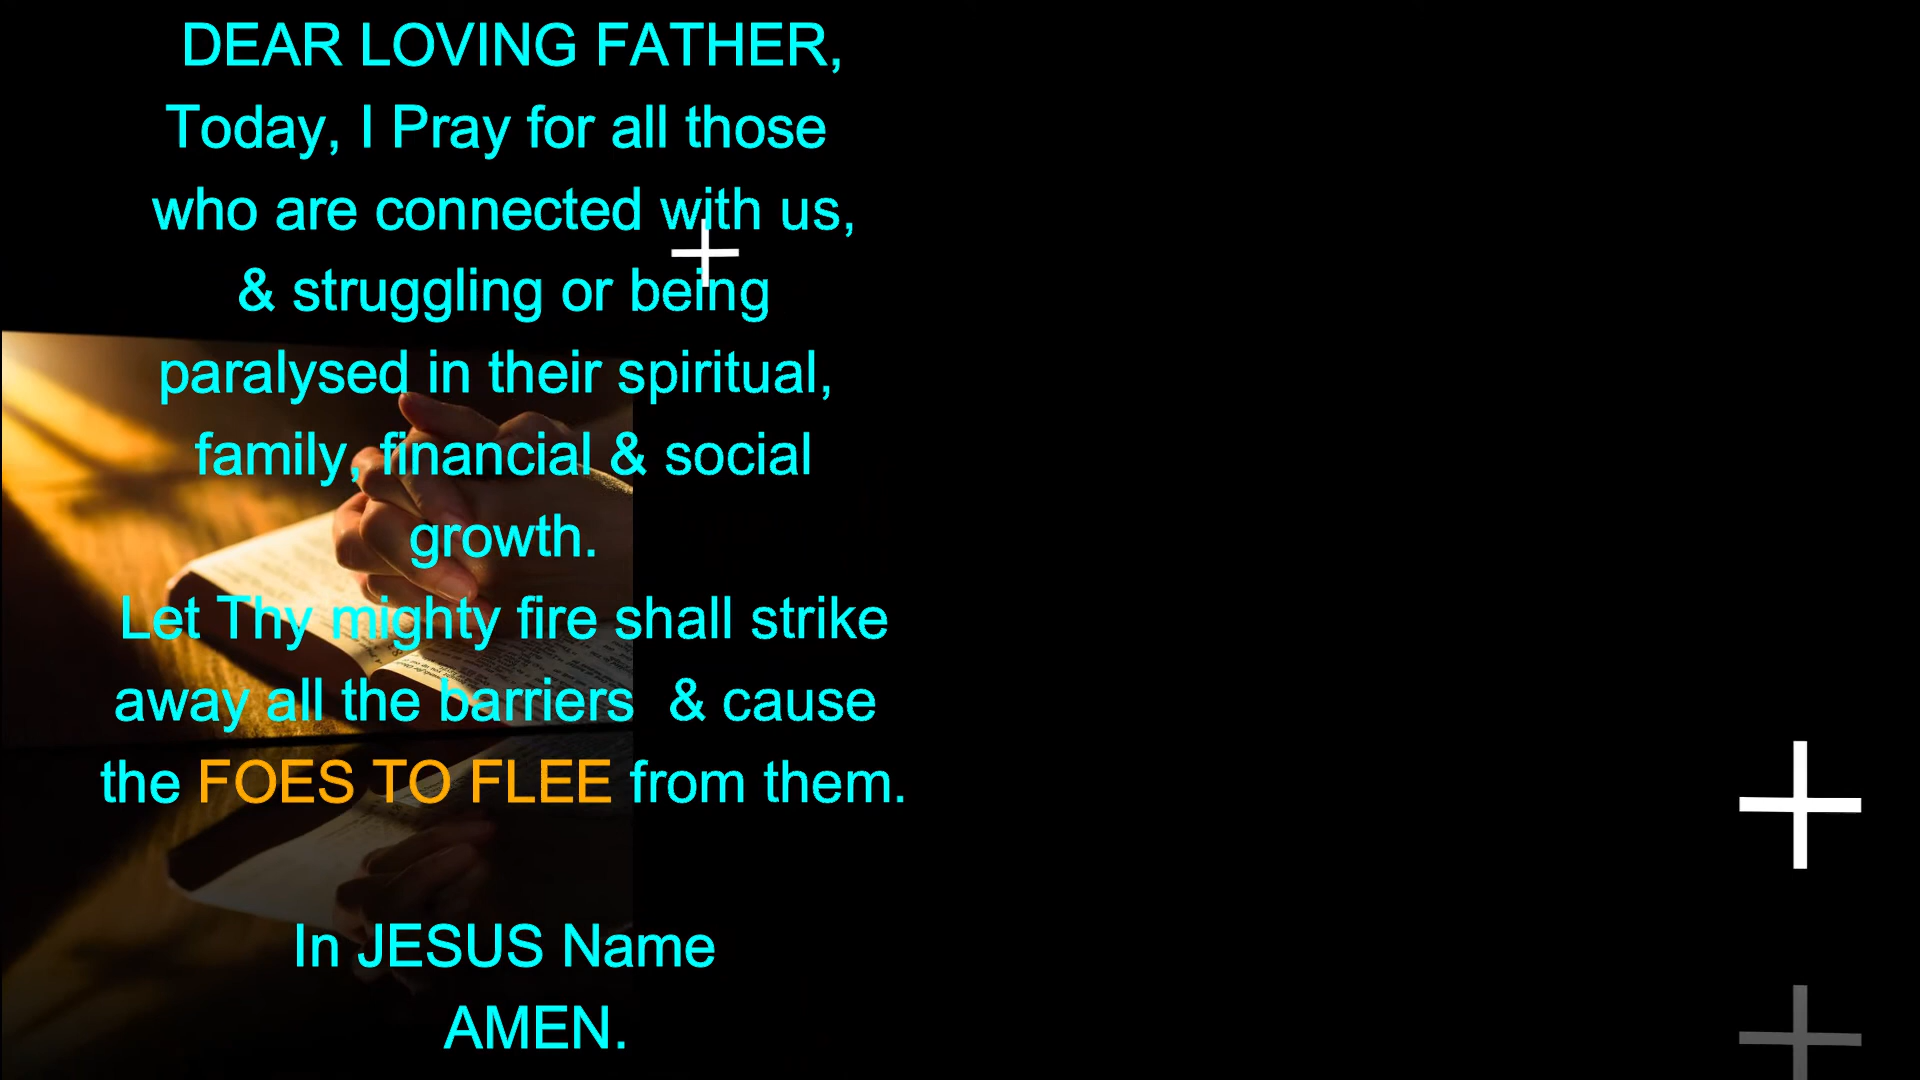 DEAR LOVING FATHER,
Today, I Pray for all those
who are connected with us,
& struggling or being
paralysed in their spiritual,
family, financial & social
growth.
Let Thy mighty fire shall strike
away all the barriers  & cause
the FOES TO FLEE from them.
In JESUS Name
AMEN.